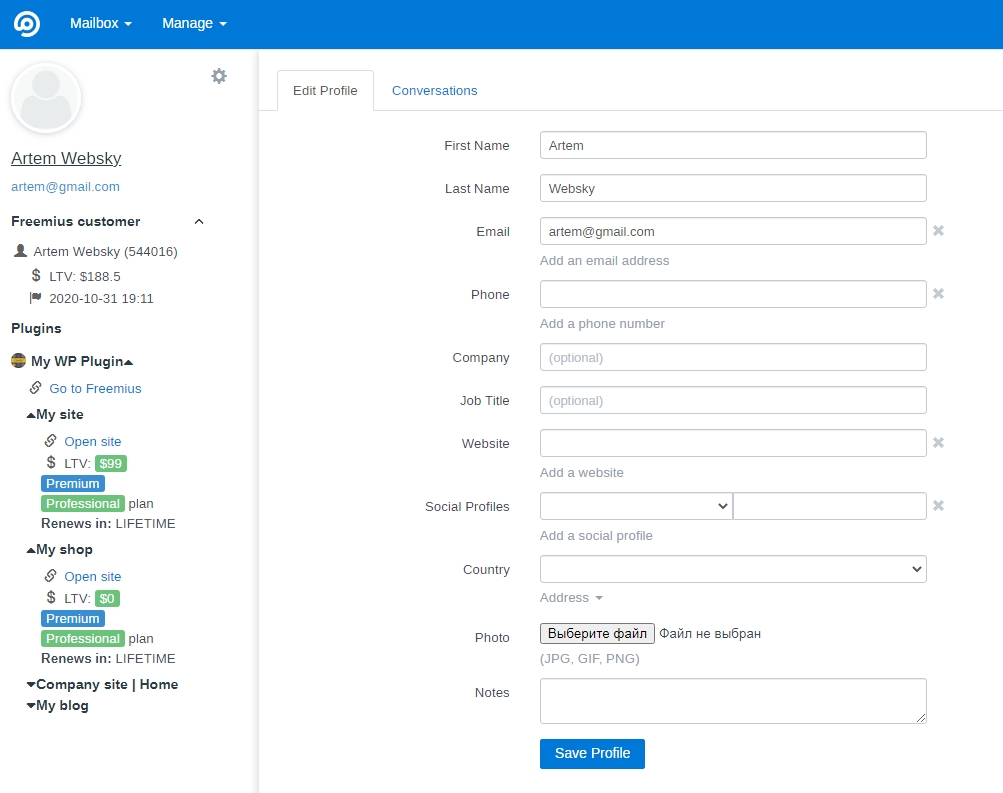 Mailbox Manage
Artem Websky
artem@gmail.com
Freemius customer
Artem Websky (544016)
LTV: $188.5
2020-10-31 19:11
Plugins
My WP Plugin
Go to Freemius
My site
Open site
LTV: $99
Premium
Professional plan
Renews in: LIFETIME
My shop
Open site
LTV: $0
Premium
Professional plan
Renews in: LIFETIME
Company site | Home
My blog
Edit Profile Conversations
First Name Artem
Last Name Websky
Email artem@gmail.com
Add an email address
Phone
Add a phone number
Company (optional)
Job Title (optional)
Website
Add a website
Social Profiles
Add a social profile
Country
Address
Photo Выберите файл Файл не выбран
(JPG, GIF, PNG)
Notes
Save Profile